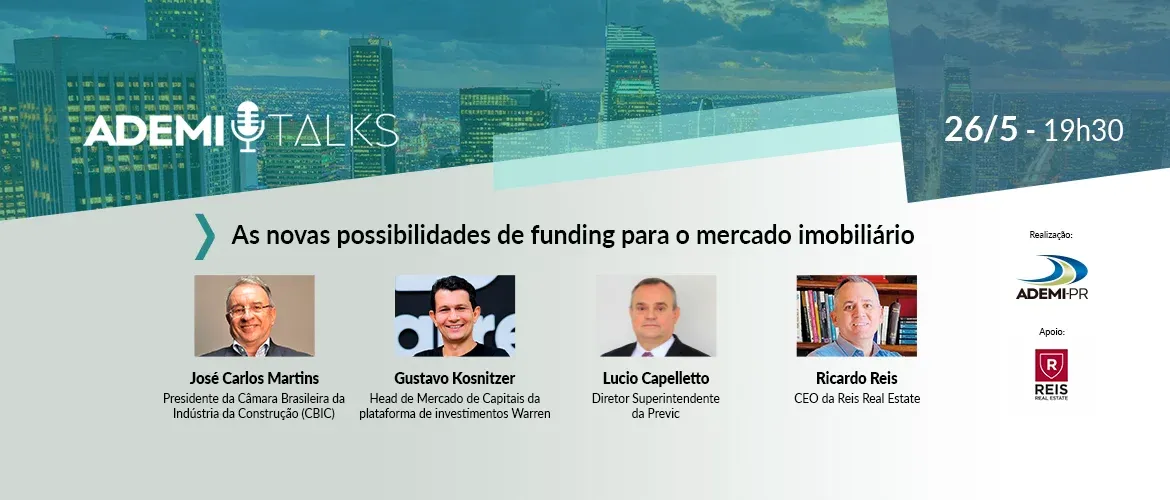 ADEMI TALKS
26/5 - 19h30
As novas possibilidades de funding para o mercado imobiliário
José Carlos Martins
Presidente da Câmara Brasileira da
Indústria da Construção (CBIC)
Gustavo Kosnitzer
Head de Mercado de Capitais da
plataforma de investimentos Warren
Lucio Capelletto
Diretor Superintendente
da Previc
Ricardo Reis
CEO da Reis Real Estate
Realização:
ADEMI-PR
Apoio:
R
REIS
REAL ESTATE